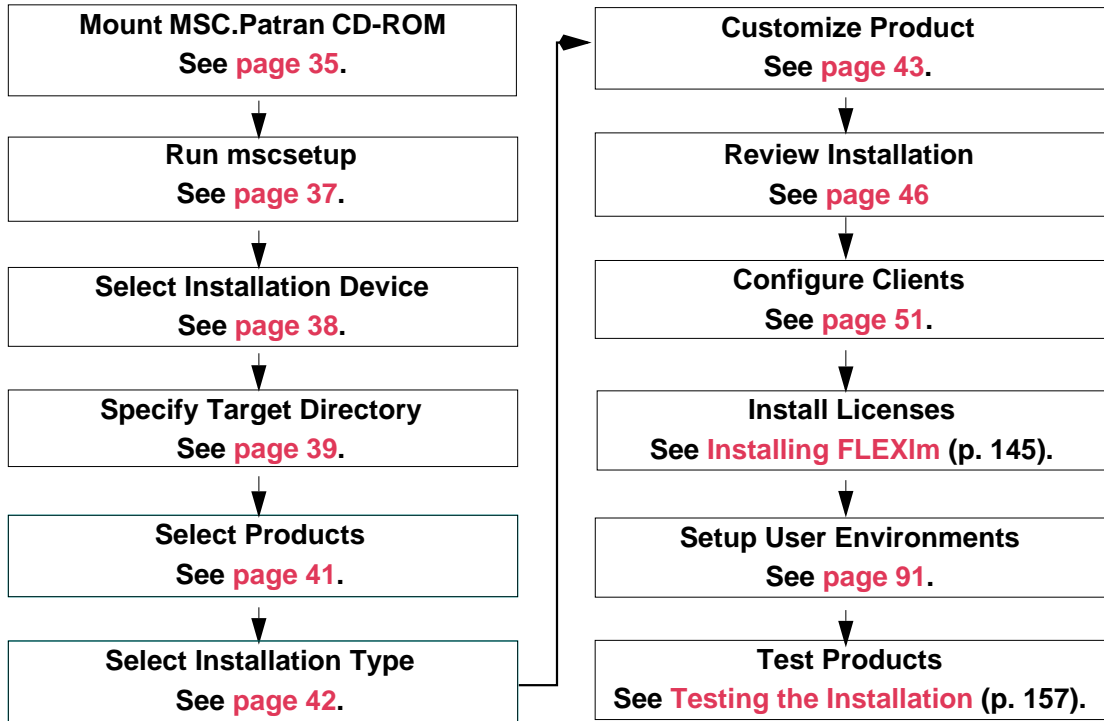 Mount MSC.Patran CD-ROM
See page 35.
Run mscsetup
See page 37.
Select Installation Device
See page 38.
Specify Target Directory
See page 39.
Select Products
See page 41.
Select Installation Type
See page 42.
Customize Product
See page 43.
Review Installation
See page 46
Configure Clients
See page 51.
Install Licenses
See Installing FLEXlm (p. 145).
Setup User Environments
See page 91.
Test Products
See Testing the Installation (p. 157).